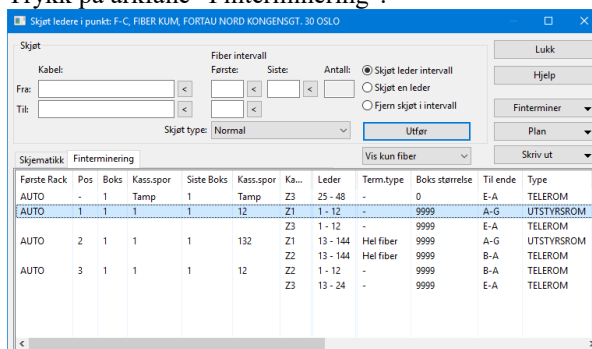 Trykk på arkfane "Finterminering".
Skjøt ledere i punkt: F-C, FIBER KUM, FORTAU NORD KONGENSGT. 30 OSLO
Skjøt
Lukk
Fiber intervall
Kabel: Første: Siste: Antall:
Skjøt leder intervall
Hjelp
Fra: < < <
Skjøt en leder
Til: < <
Fjern skjøt i intervall
Finterminer
Skjøt type: Normal
Utfør
Plan
Skjematikk Finterminering
Vis kun fiber
Skriv ut
Første Rack Pos Boks Kass.spor Siste Boks Kass.spor Ka... Leder Term.type Boks størrelse Til ende Type
AUTO - 1 Tamp 1 Tamp Z3 25 - 48 - 0 E-A TELEROM
AUTO 1 1 1 1 12 Z1 1 - 12 - 9999 A-G UTSTYRSROM
Z3 1 - 12 - 9999 E-A TELEROM
AUTO 2 1 1 1 132 Z1 13 - 144 Hel fiber 9999 A-G UTSTYRSROM
Z2 13 - 144 Hel fiber 9999 B-A TELEROM
AUTO 3 1 1 1 12 Z2 1 - 12 - 9999 B-A TELEROM
Z3 13 - 24 - 9999 E-A TELEROM